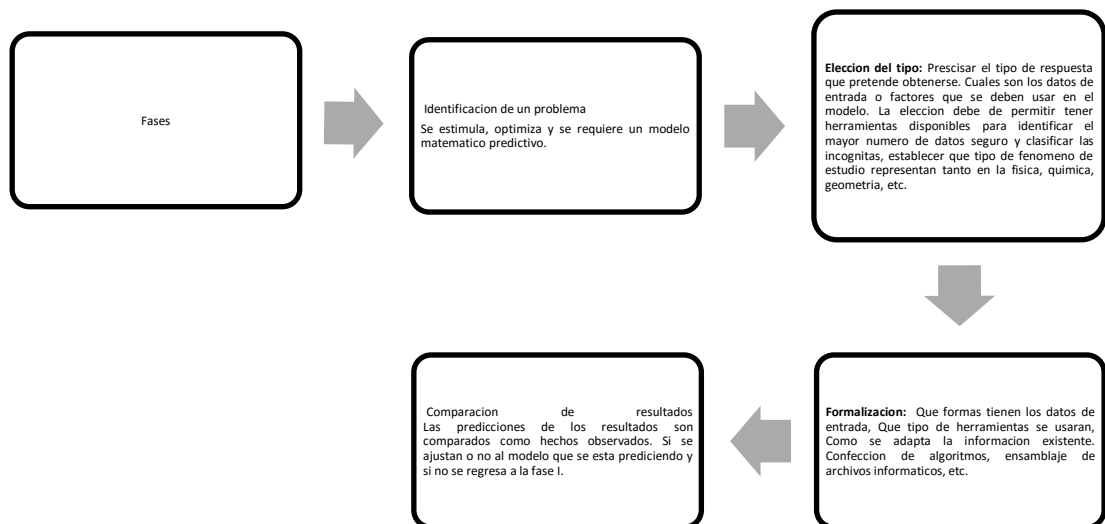 Fases
Identificacion de un problema
Se estimula, optimiza y se requiere un modelo
matematico predictivo.
Eleccion del tipo: Prescisar el tipo de respuesta
que pretende obtenerse. Cuales son los datos de
entrada o factores que se deben usar en el
modelo. La eleccion debe de permitir tener
herramientas disponibles para identificar el
mayor numero de datos seguro y clasificar las
incognitas, establecer que tipo de fenomeno de
estudio representan tanto en la fisica, quimica,
geometria, etc.
Formalizacion: Que formas tienen los datos de
entrada, Que tipo de herramientas se usaran,
Como se adapta la informacion existente.
Confeccion de algoritmos, ensamblaje de
archivos informaticos, etc.
Comparacion de resultados
Las predicciones de los resultados son
comparados como hechos observados. Si se
ajustan o no al modelo que se esta prediciendo y
si no se regresa a la fase I.